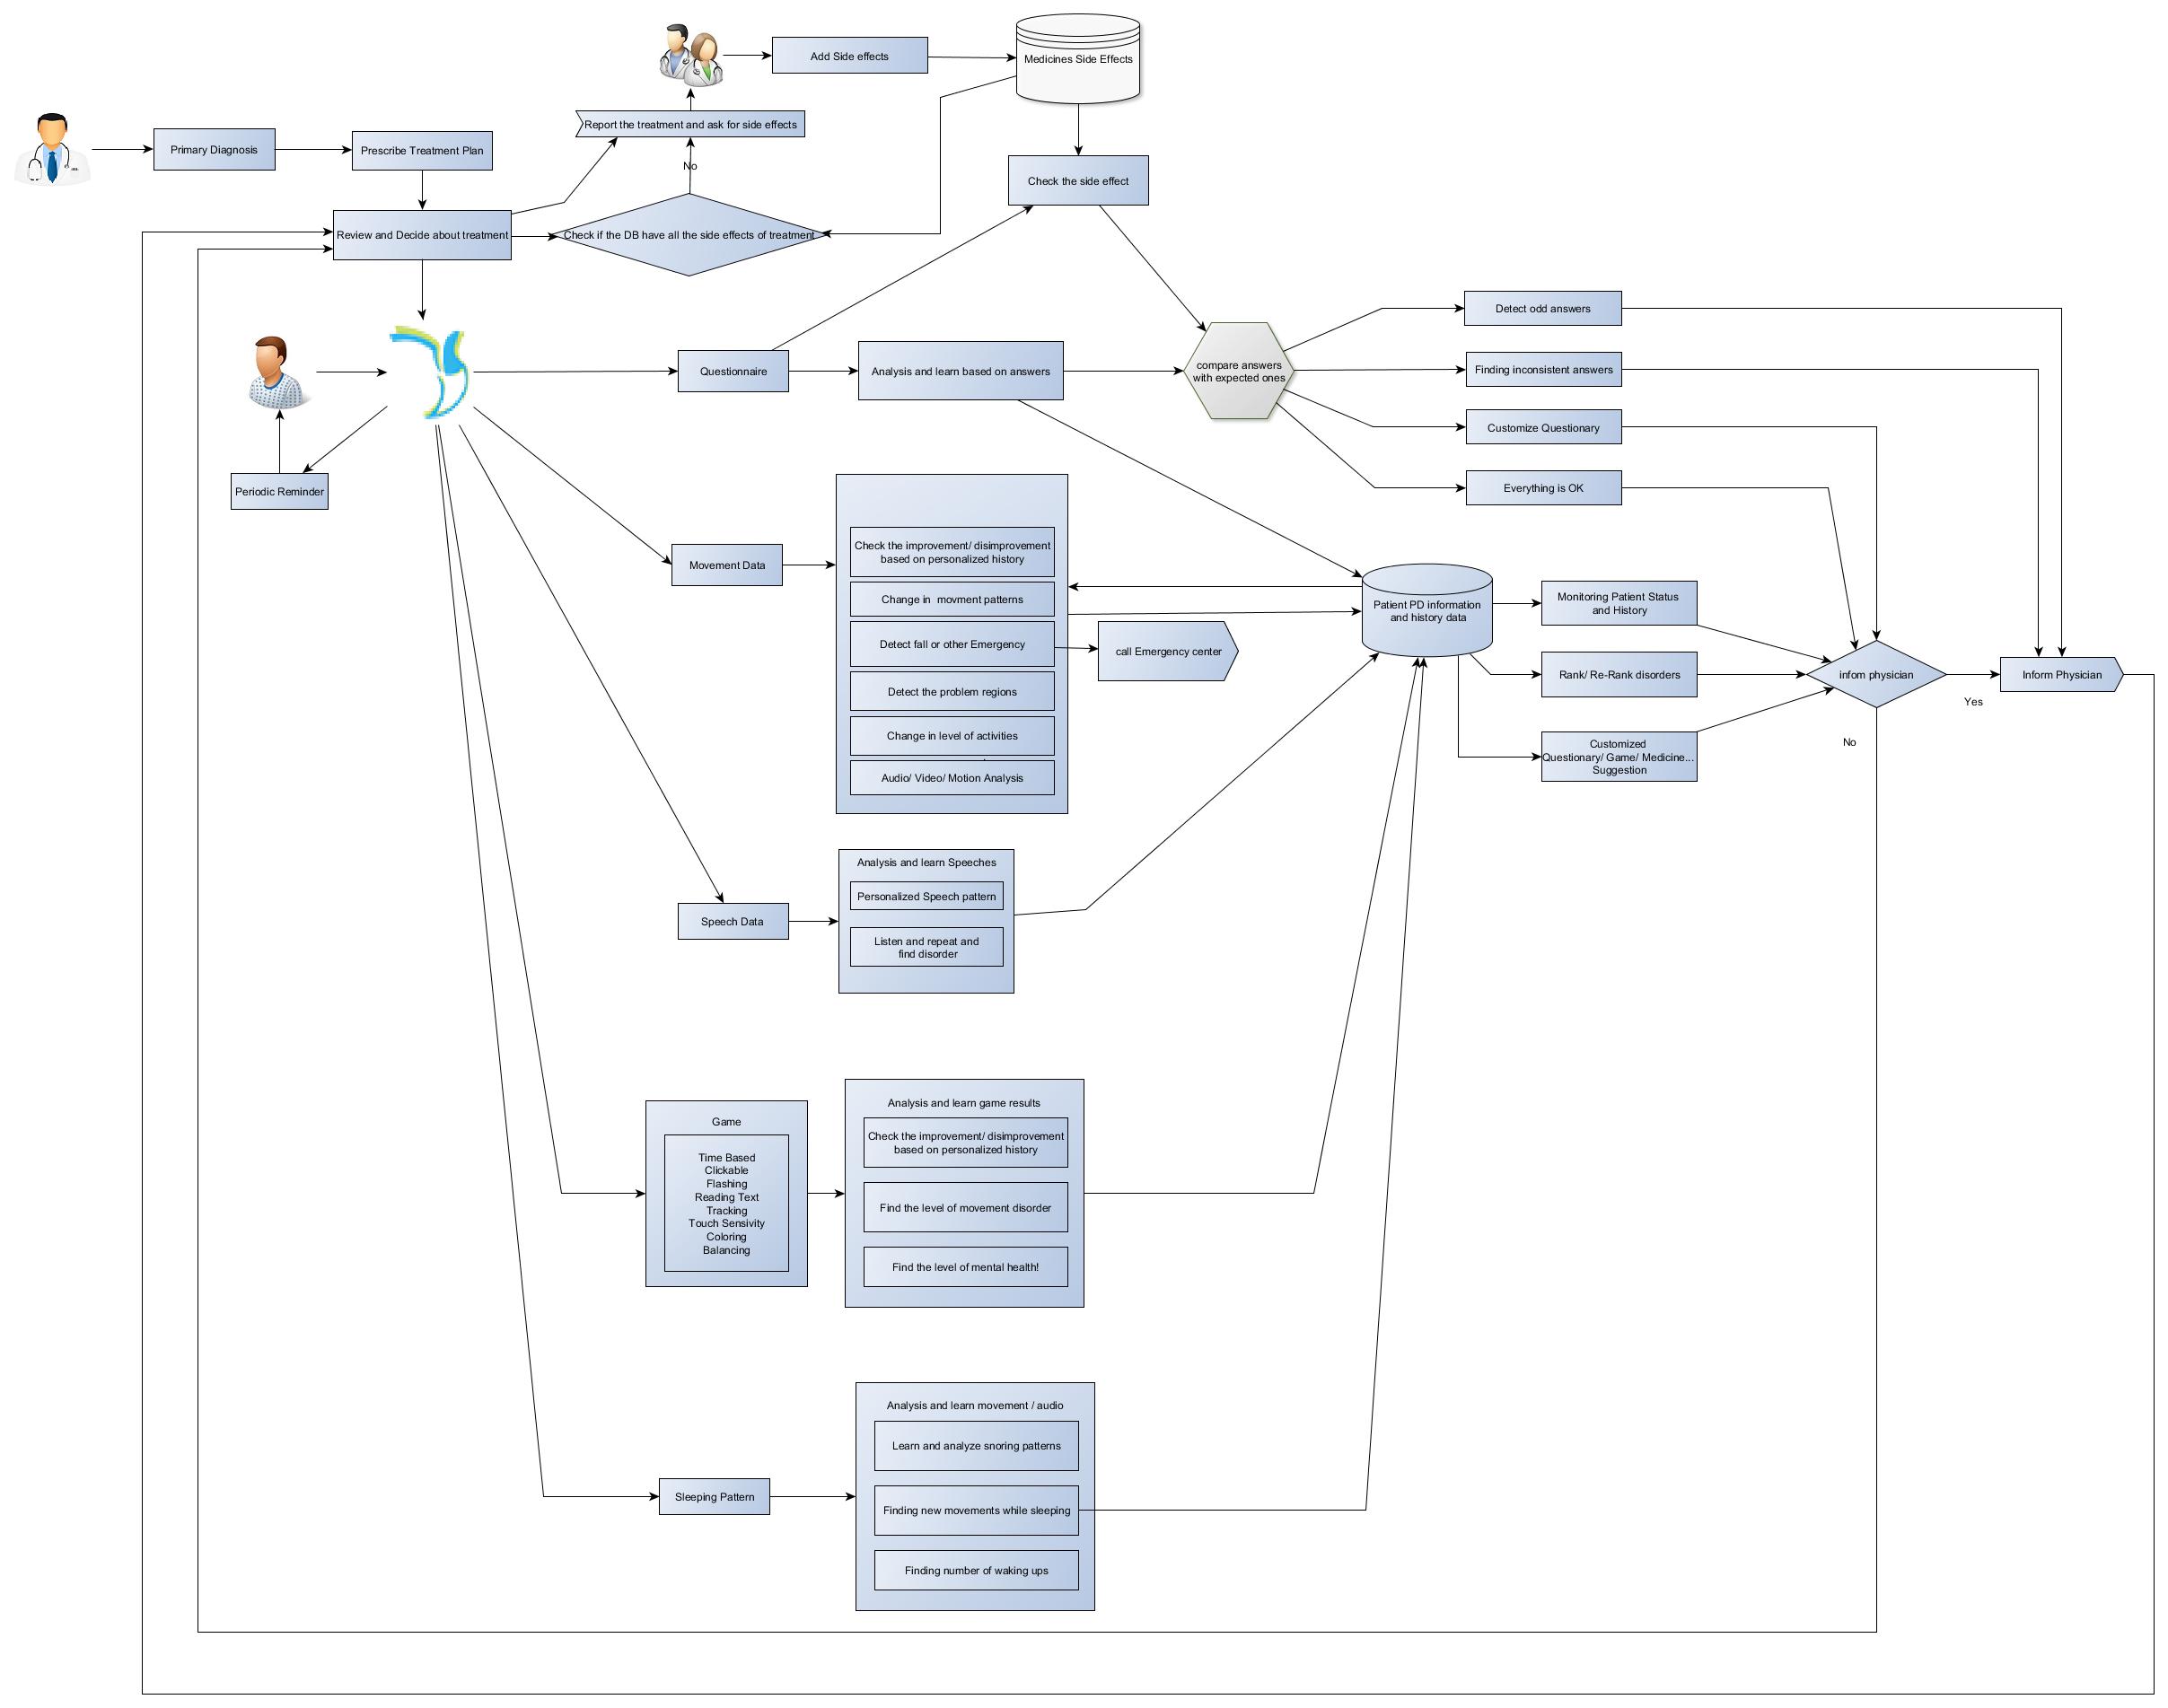 Add Side effects
Medicines Side Effects
Report the treatment and ask for side effects
Primary Diagnosis
Prescribe Treatment Plan
No
Check the side effect
Review and Decide about treatment
Check if the DB have all the side effects of treatment
Detect odd answers
Questionnaire
Analysis and learn based on answers
compare answers
with expected ones
Finding inconsistent answers
Customize Questionary
Everything is OK
Periodic Reminder
Movement Data
Check the improvement/ disimprovement
based on personalized history
Change in  movment patterns
Detect fall or other Emergency
Detect the problem regions
Change in level of activities
Audio/ Video/ Motion Analysis
call Emergency center
Patient PD information
and history data
Monitoring Patient Status
and History
Rank/ Re-Rank disorders
Customized
Questionary/ Game/ Medicine...
Suggestion
infom physician
Yes
No
Inform Physician
Speech Data
Analysis and learn Speeches
Personalized Speech pattern
Listen and repeat and
find disorder
Game
Time Based
Clickable
Flashing
Reading Text
Tracking
Touch Sensivity
Coloring
Balancing
Analysis and learn game results
Check the improvement/ disimprovement
based on personalized history
Find the level of movement disorder
Find the level of mental health!
Sleeping Pattern
Analysis and learn movement / audio
Learn and analyze snoring patterns
Finding new movements while sleeping
Finding number of waking ups